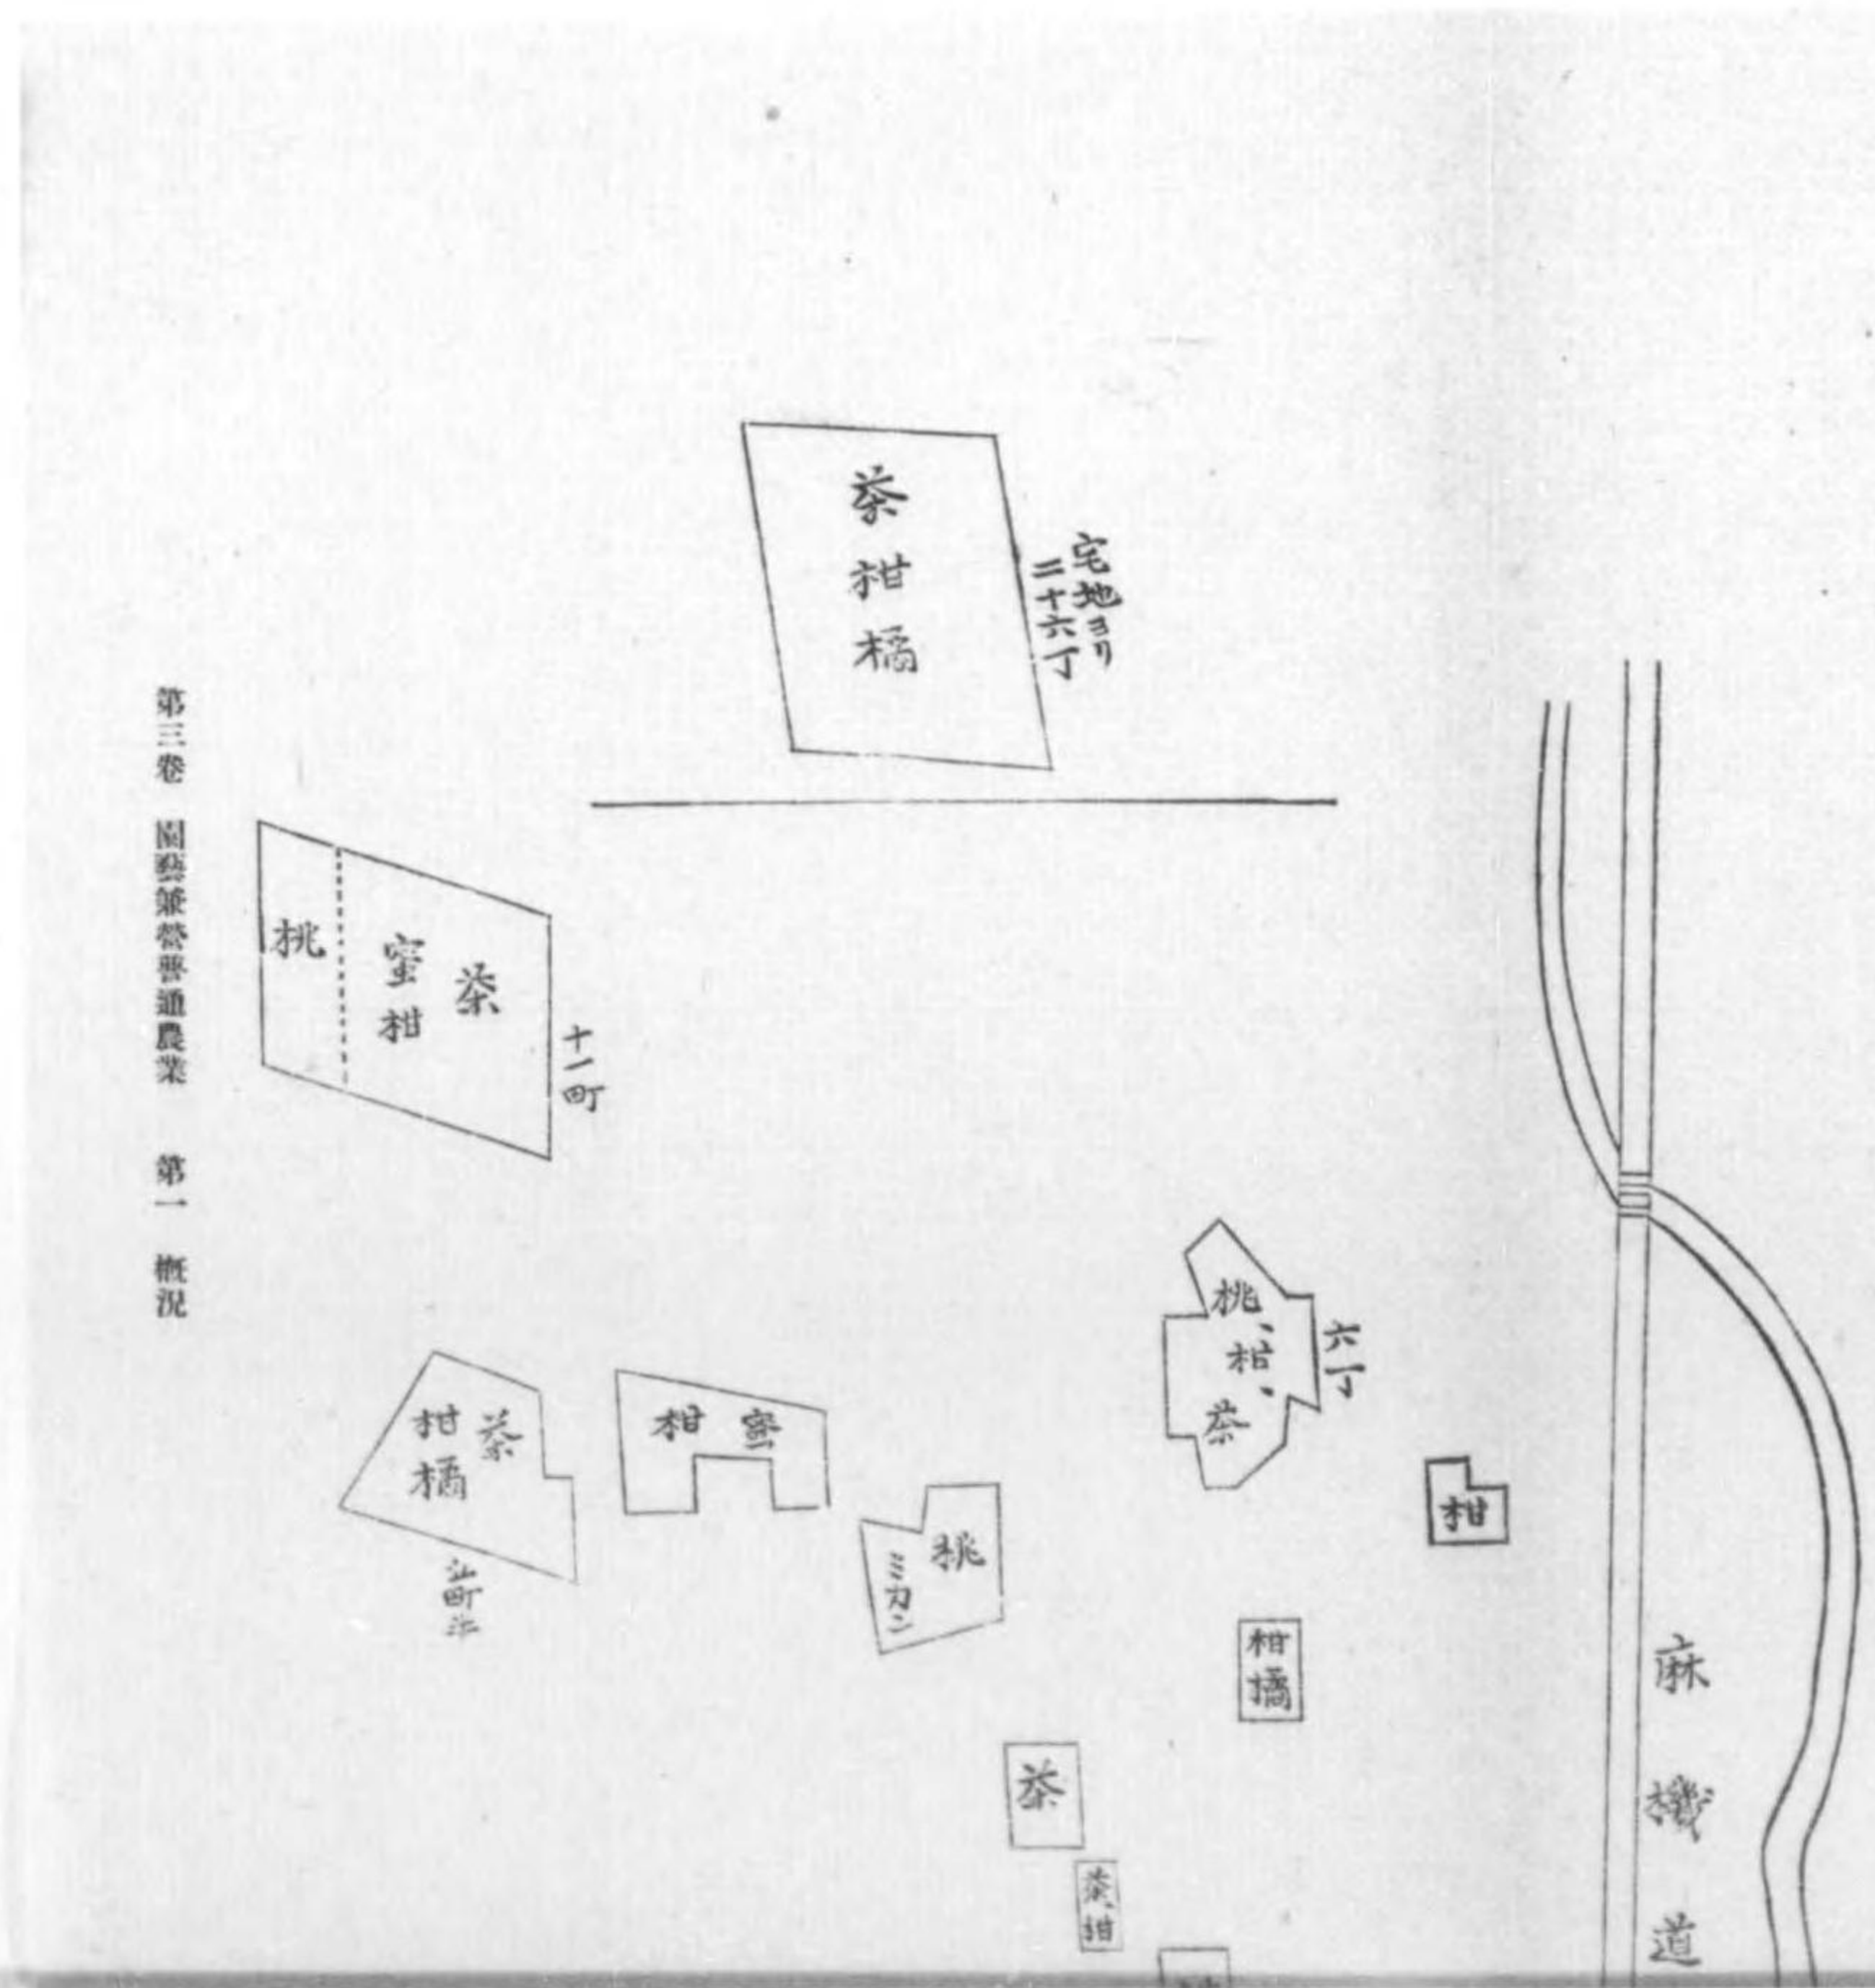 茶柑橘
宅地ヨリ
二十六丁
第三卷 園藝兼營普通農業 第一 概況
桃
茶
蜜柑
十一町
桃、柑、茶
六丁
茶
柑橘
蜜柑
桃
ミカン
柑
柑橘
茶
茶、柑
麻機道